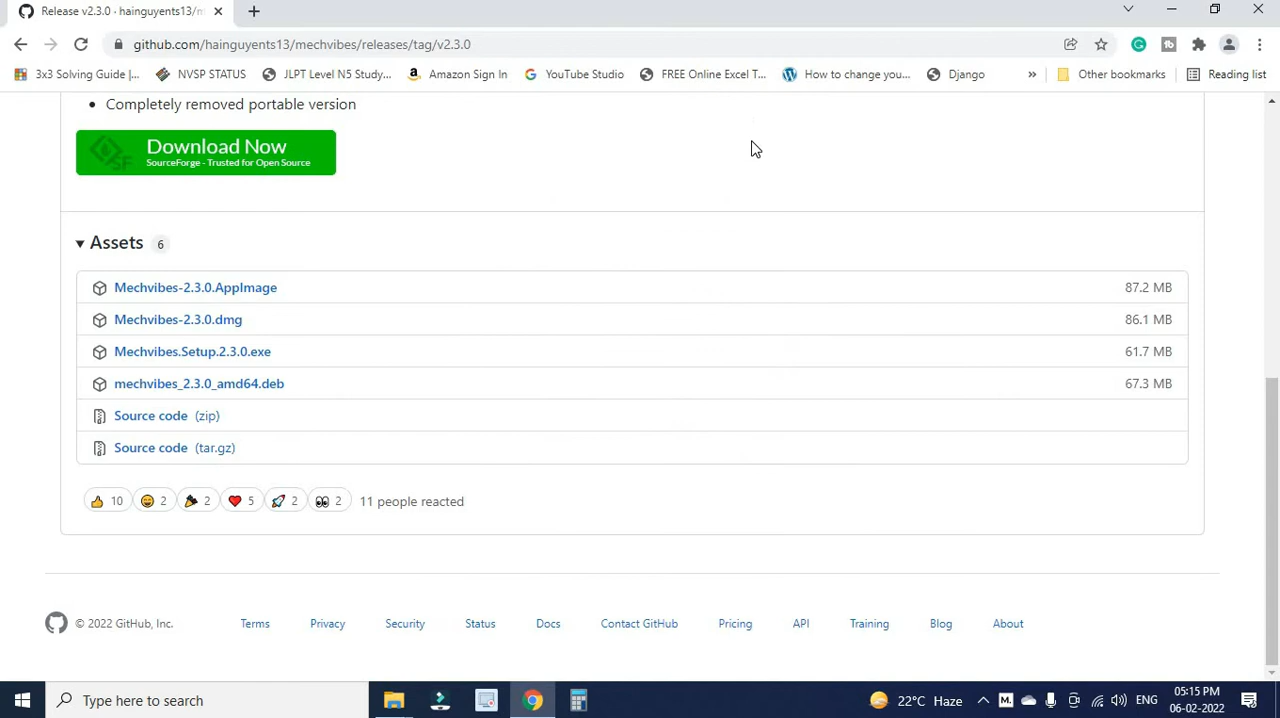 Release v2.3.0 · hainguyents13/m
github.com/hainguyents13/mechvibes/releases/tag/v2.3.0
3x3 Solving Guide |... NVSP STATUS JLPT Level N5 Study... Amazon Sign In YouTube Studio FREE Online Excel T... How to change you... Django » Other bookmarks Reading list
• Completely removed portable version
Download Now
SourceForge - Trusted for Open Source
SF
Assets 6
Mechvibes-2.3.0.AppImage 87.2 MB
Mechvibes-2.3.0.dmg 86.1 MB
Mechvibes.Setup.2.3.0.exe 61.7 MB
mechvibes_2.3.0_amd64.deb 67.3 MB
Source code (zip)
Source code (tar.gz)
👍 10 😄 2 🎉 2 ❤️ 5 🚀 2 👀 2 11 people reacted
© 2022 GitHub, Inc. Terms Privacy Security Status Docs Contact GitHub Pricing API Training Blog About
Type here to search 22°C Haze M. ENG 05:15 PM
06-02-2022